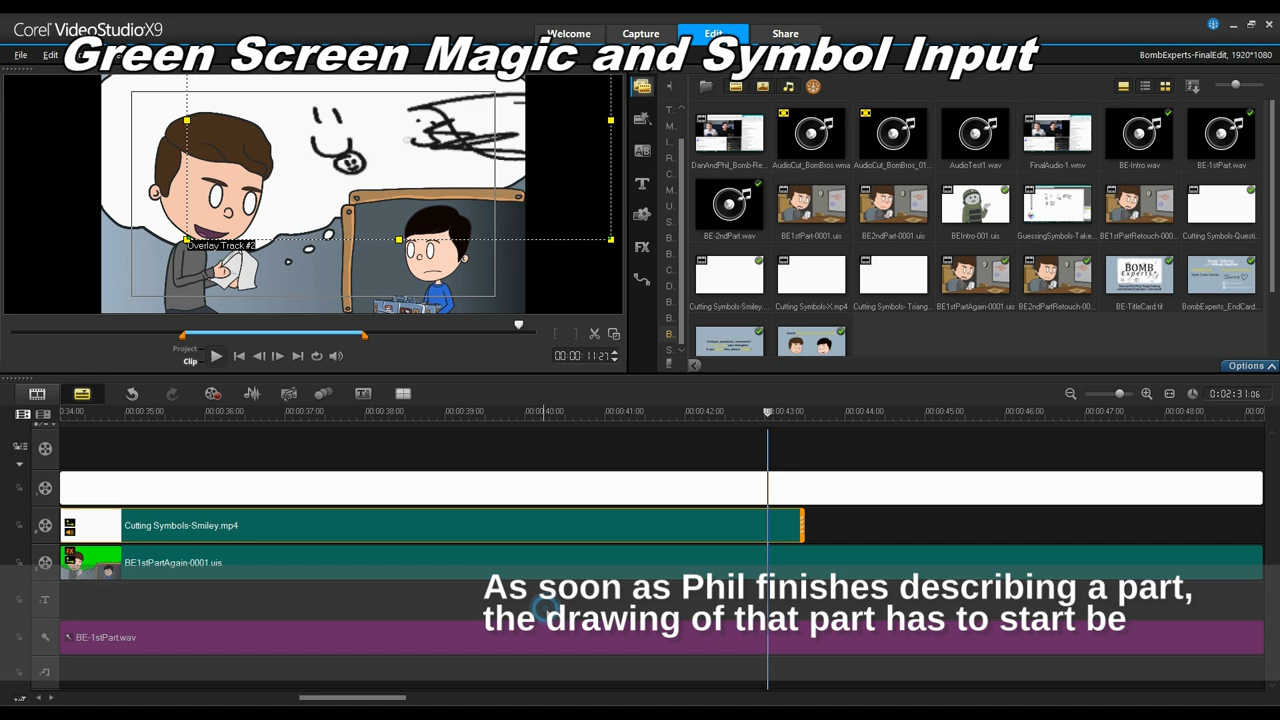 Corel VideoStudio X9
Welcome
Capture
Edit
Share
Green Screen Magic and Symbol Input
File
Edit
BombExperts-FinalEdit, 1920*1080
DanAndPhil_Bomb-Re...
AudioCut_BomBros.wma
AudioCut_BomBros_01...
AudioTest1.wav
FinalAudio-1.wmv
BE-Intro.wav
BE-1stPart.wav
BE-2ndPart.wav
BE1stPart-0001.uis
BE2ndPart-0001.uis
BEIntro-001.uis
GuessingSymbols-Take...
BE1stPartRetouch-000...
Cutting Symbols-Questi...
Cutting Symbols-Smiley...
Cutting Symbols-X.mp4
Cutting Symbols- Triang...
BE1stPartAgain-0001.uis
BE2ndPartRetouch-00...
BE-TitleCard.tif
BombExperts_EndCard...
BOMB
Experts
Overlay Track #2
Project
Clip
00:00:11:27
Options
0:02:31:06
0:34:00
00:00:35:00
00:00:36:00
00:00:37:00
00:00:38:00
00:00:39:00
00:00:40:00
00:00:41:00
00:00:42:00
00:00:43:00
00:00:44:00
00:00:45:00
00:00:46:00
00:00:47:00
00:00:48:00
Cutting Symbols-Smiley.mp4
BE1stPartAgain-0001.uis
As soon as Phil finishes describing a part,
the drawing of that part has to start be
BE-1stPart.wav